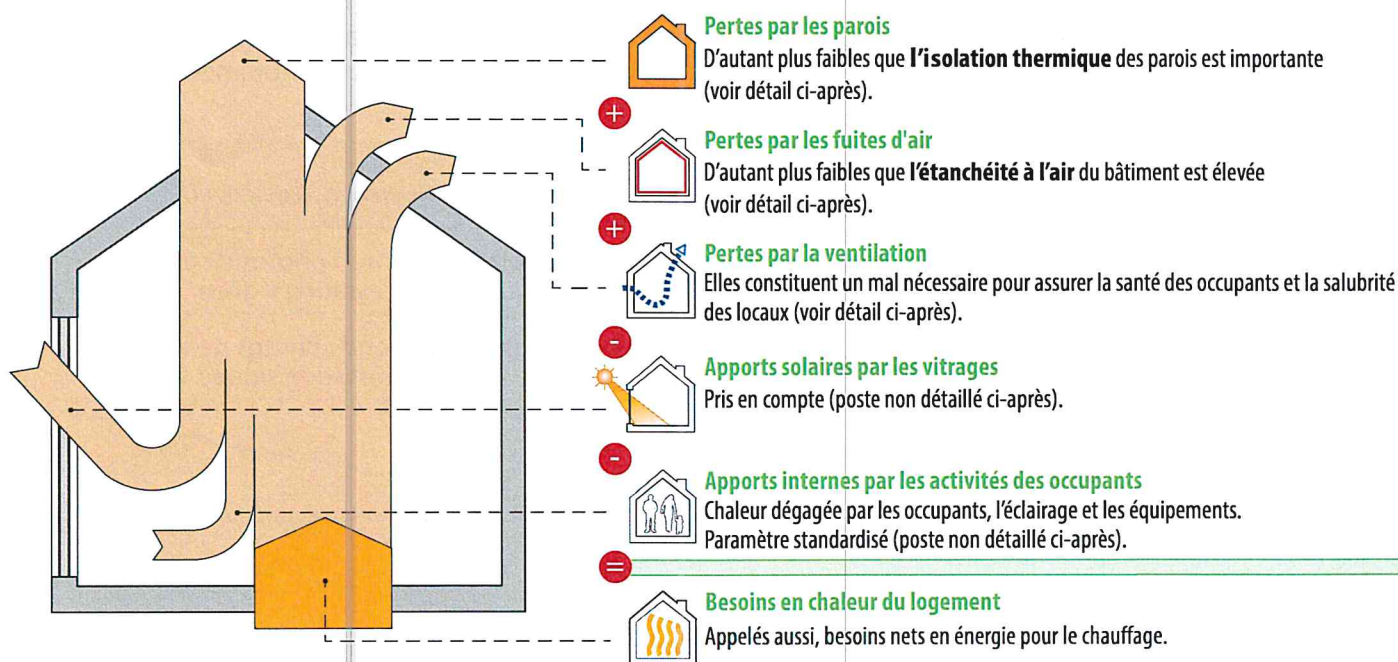 Pertes par les parois
D'autant plus faibles que l'isolation thermique des parois est importante
(voir détail ci-après).
+
Pertes par les fuites d'air
D'autant plus faibles que l'étanchéité à l'air du bâtiment est élevée
(voir détail ci-après).
+
Pertes par la ventilation
Elles constituent un mal nécessaire pour assurer la santé des occupants et la salubrité
des locaux (voir détail ci-après).
-
Apports solaires par les vitrages
Pris en compte (poste non détaillé ci-après).
-
Apports internes par les activités des occupants
Chaleur dégagée par les occupants, l'éclairage et les équipements.
Paramètre standardisé (poste non détaillé ci-après).
=
Besoins en chaleur du logement
Appelés aussi, besoins nets en énergie pour le chauffage.